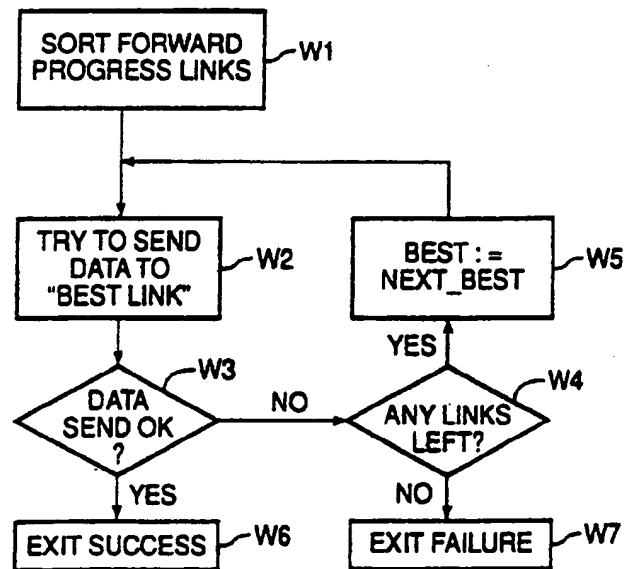 SORT FORWARD
PROGRESS LINKS
W1
TRY TO SEND
DATA TO
“BEST LINK”
W2
BEST : =
NEXT_BEST
W5
YES
W3
DATA
SEND OK
?
NO
W4
ANY LINKS
LEFT?
YES
NO
EXIT SUCCESS
W6
EXIT FAILURE
W7